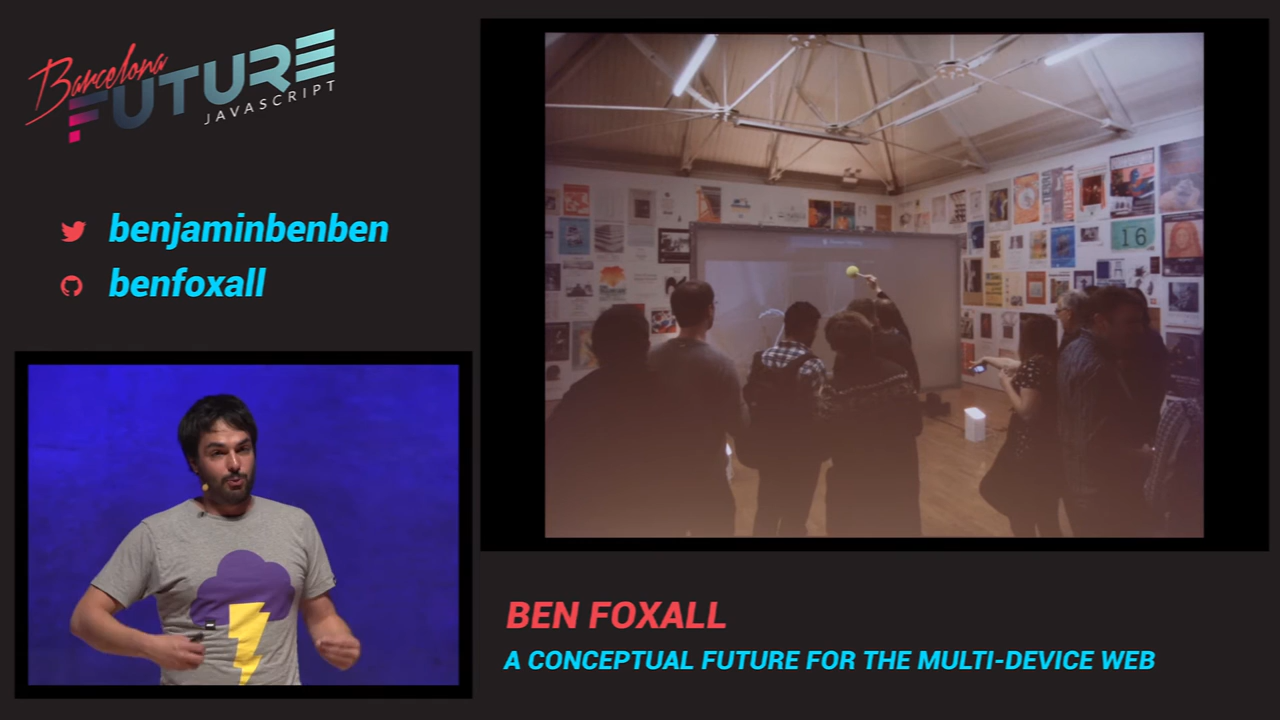 Barcelona
FUTURE
JAVASCRIPT
benjaminbenben
benfoxall
16
BEN FOXALL
A CONCEPTUAL FUTURE FOR THE MULTI-DEVICE WEB